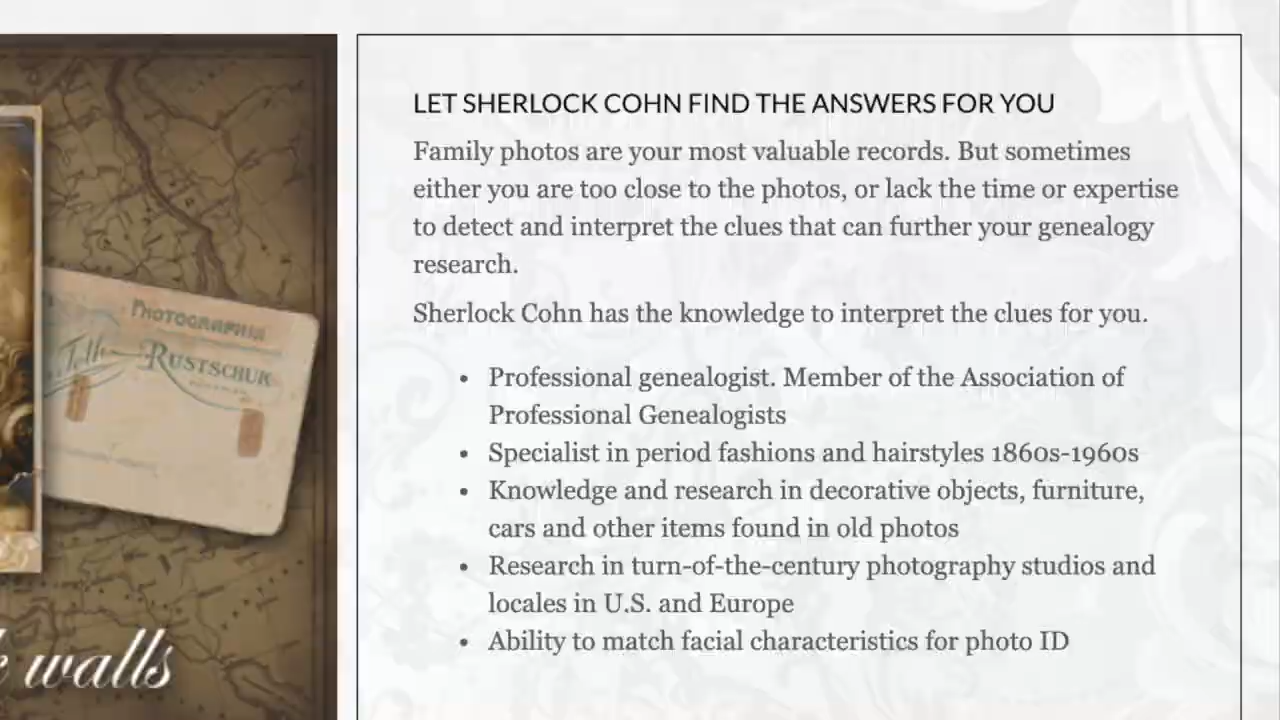 LET SHERLOCK COHN FIND THE ANSWERS FOR YOU
Family photos are your most valuable records. But sometimes
either you are too close to the photos, or lack the time or expertise
to detect and interpret the clues that can further your genealogy
research.
Sherlock Cohn has the knowledge to interpret the clues for you.
• Professional genealogist. Member of the Association of
Professional Genealogists
• Specialist in period fashions and hairstyles 1860s-1960s
• Knowledge and research in decorative objects, furniture,
cars and other items found in old photos
• Research in turn-of-the-century photography studios and
locales in U.S. and Europe
• Ability to match facial characteristics for photo ID
PHOTOGRAPHIE
RUSTSCHUK
walls